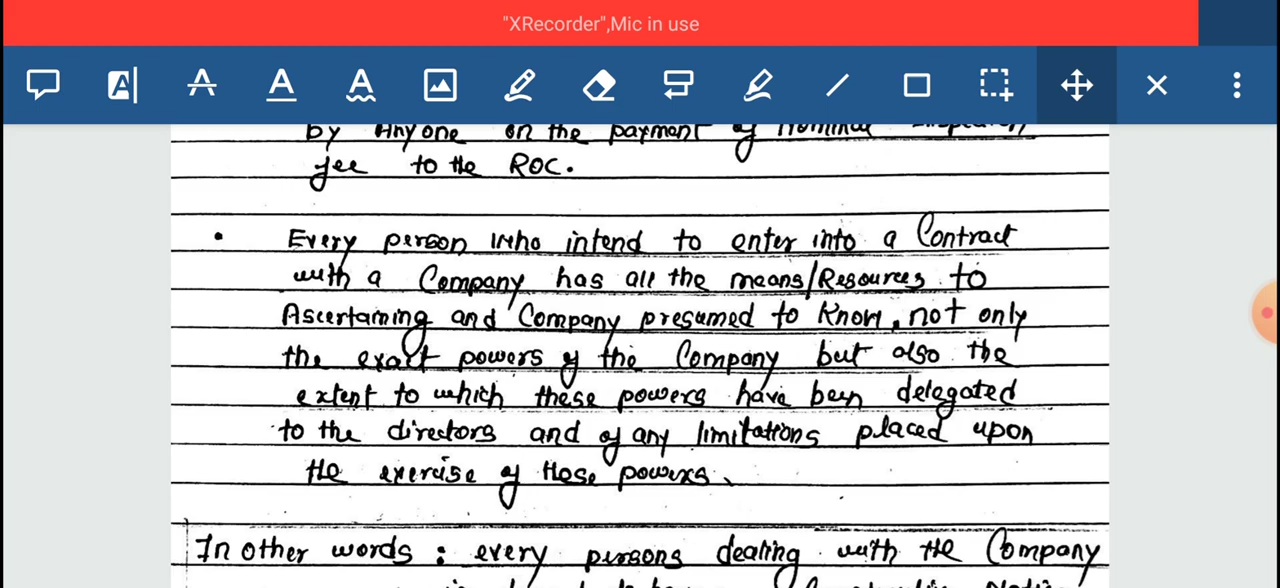 "XRecorder",Mic in use
by Anyone on the payment of nominal
fee to the ROC.
• Every person who intend to enter into a Contract
with a Company has all the means/Resources to
Ascertaining and Company presumed to Know, not only
the exact powers of the Company but also the
extent to which these powers have been delegated
to the directors and of any limitations placed upon
the exercise of these powers.
In other words : every persons dealing with the Company